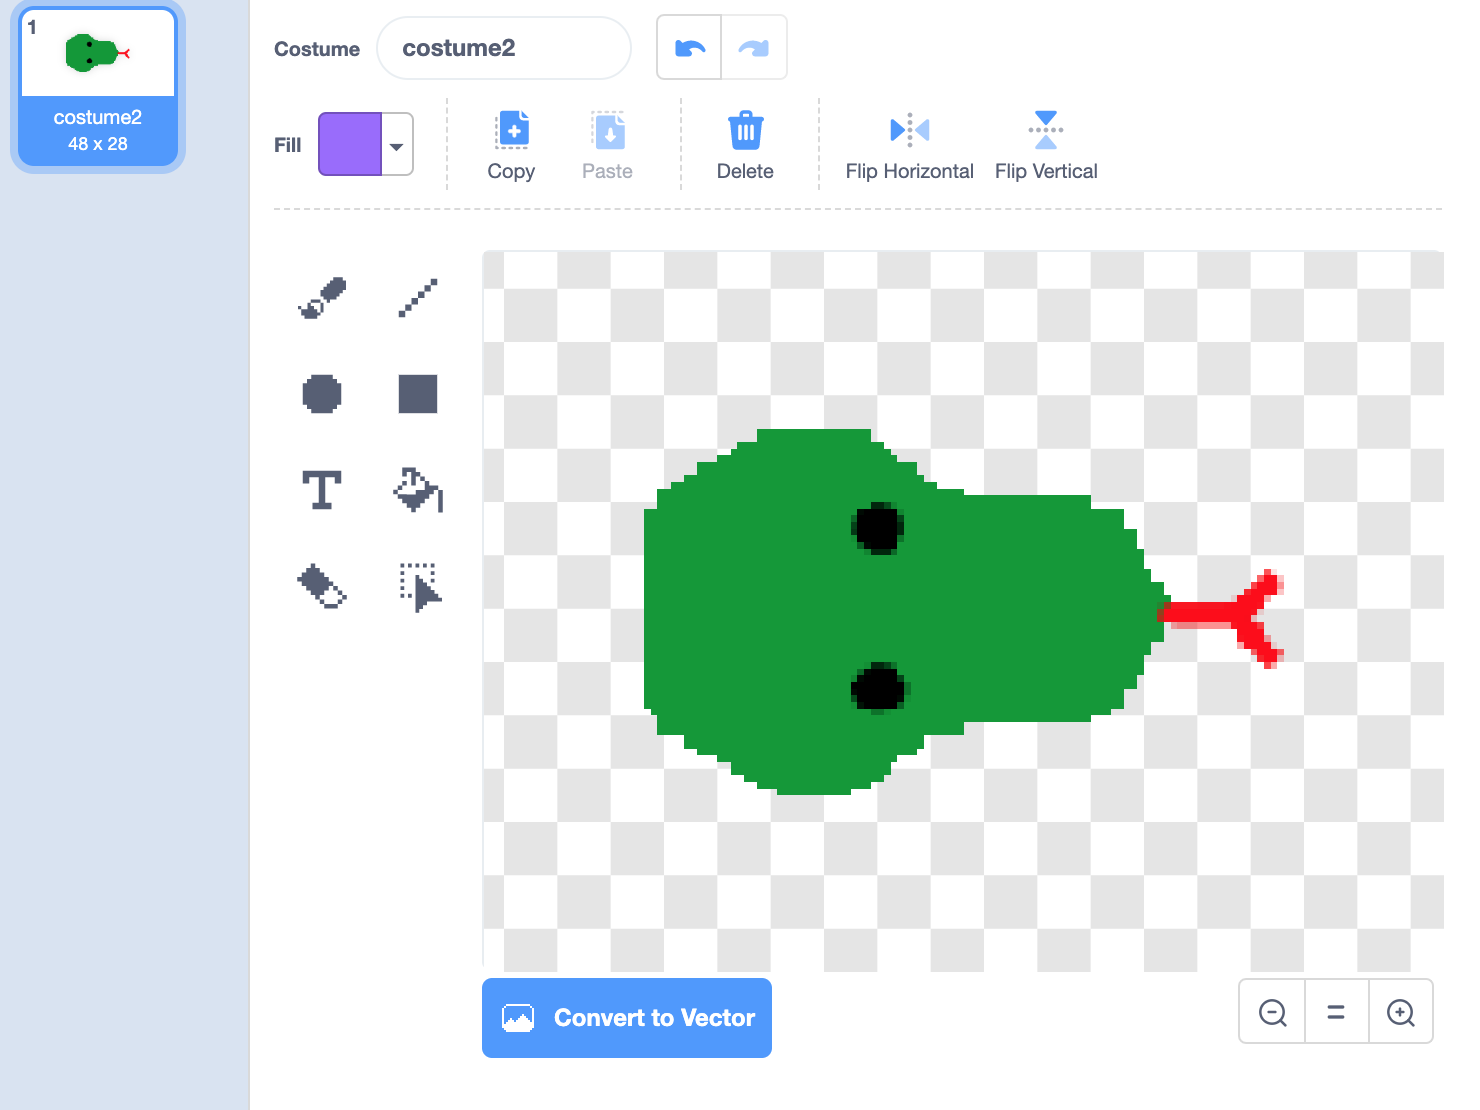 1
costume2
48 x 28
Costume
costume2
Fill
Copy
Paste
Delete
Flip Horizontal
Flip Vertical
T
Convert to Vector